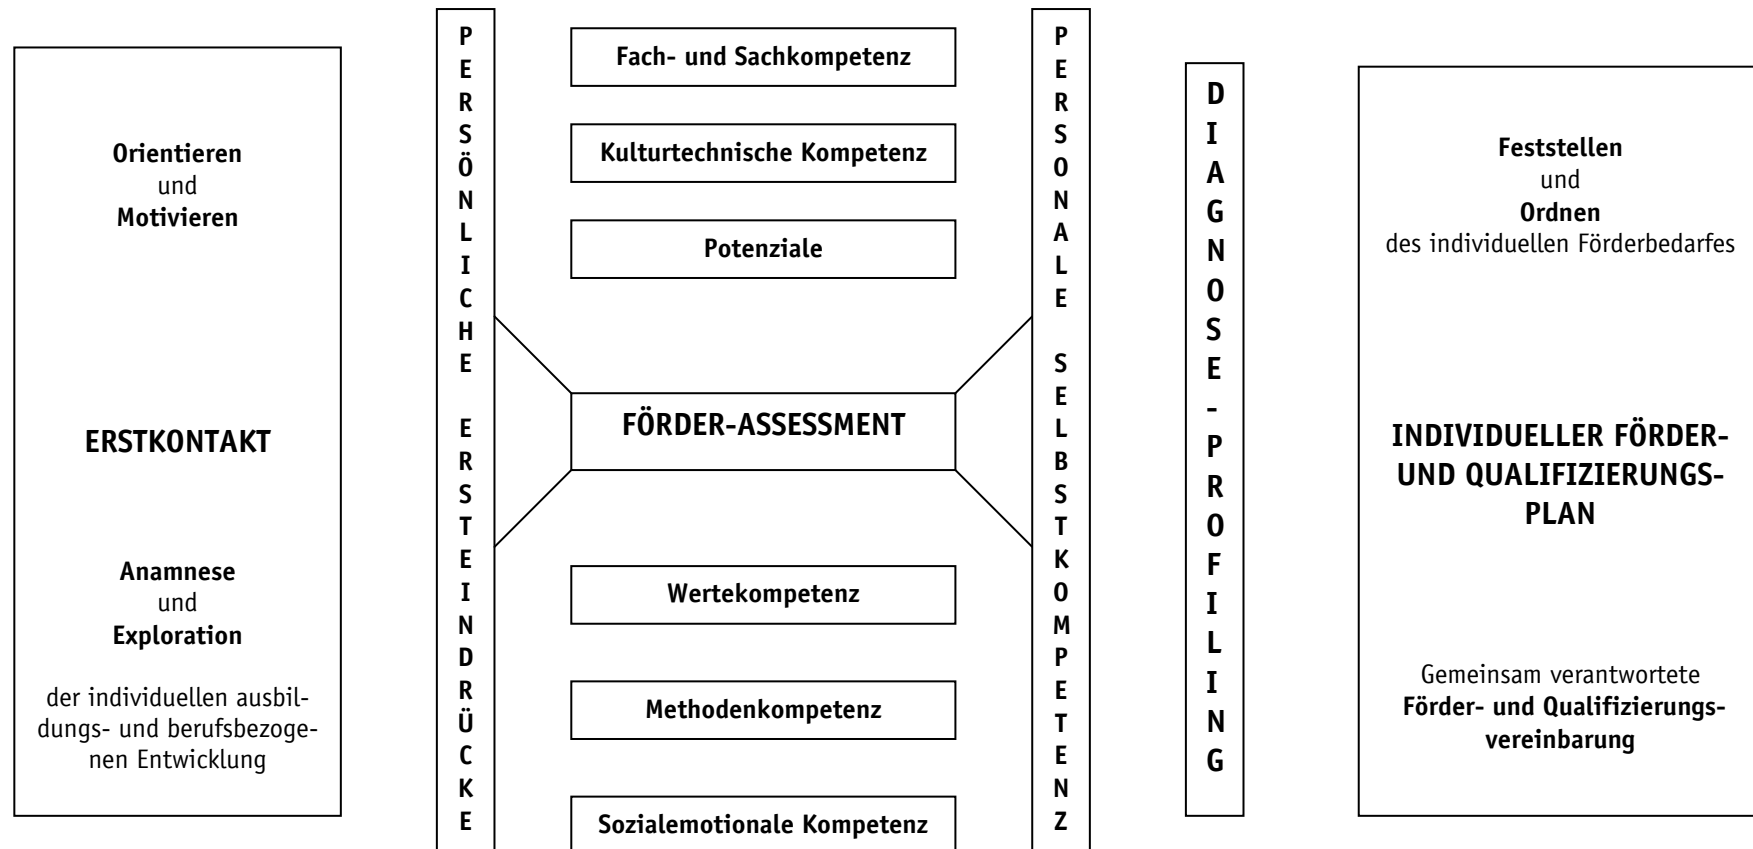 Orientieren
und
Motivieren
ERSTKONTAKT
Anamnese
und
Exploration
der individuellen ausbil-
dungs- und berufsbezoge-
nen Entwicklung
PERSÖNLICHE ERSTEINDRÜCKE
Fach- und Sachkompetenz
Kulturtechnische Kompetenz
Potenziale
FÖRDER-ASSESSMENT
Wertekompetenz
Methodenkompetenz
Sozialemotionale Kompetenz
PERSONALE SELBSTKOMPETENZ
DIAGNOSE-PROFILING
Feststellen
und
Ordnen
des individuellen Förderbedarfes
INDIVIDUELLER FÖRDER-
UND QUALIFIZIERUNGS-
PLAN
Gemeinsam verantwortete
Förder- und Qualifizierungs-
vereinbarung